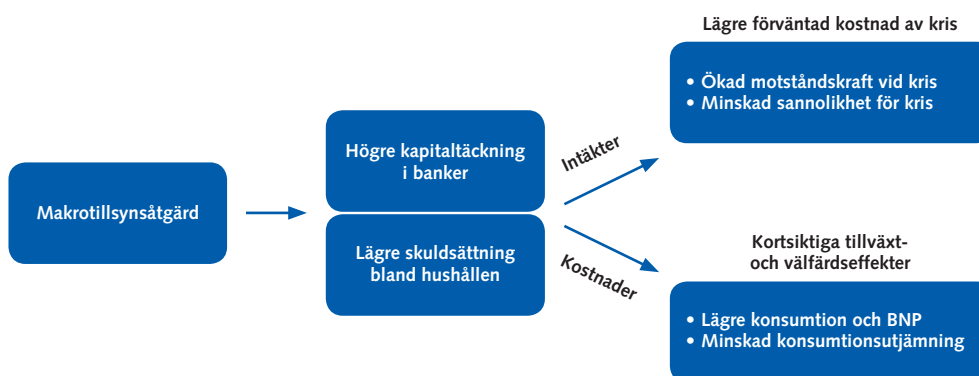 Makrotillsynsåtgärd
Högre kapitaltäckning
i banker
Lägre skuldsättning
bland hushållen
Intäkter
Kostnader
Lägre förväntad kostnad av kris
• Ökad motståndskraft vid kris
• Minskad sannolikhet för kris
Kortsiktiga tillväxt-
och välfärdseffekter
• Lägre konsumtion och BNP
• Minskad konsumtionsutjämning